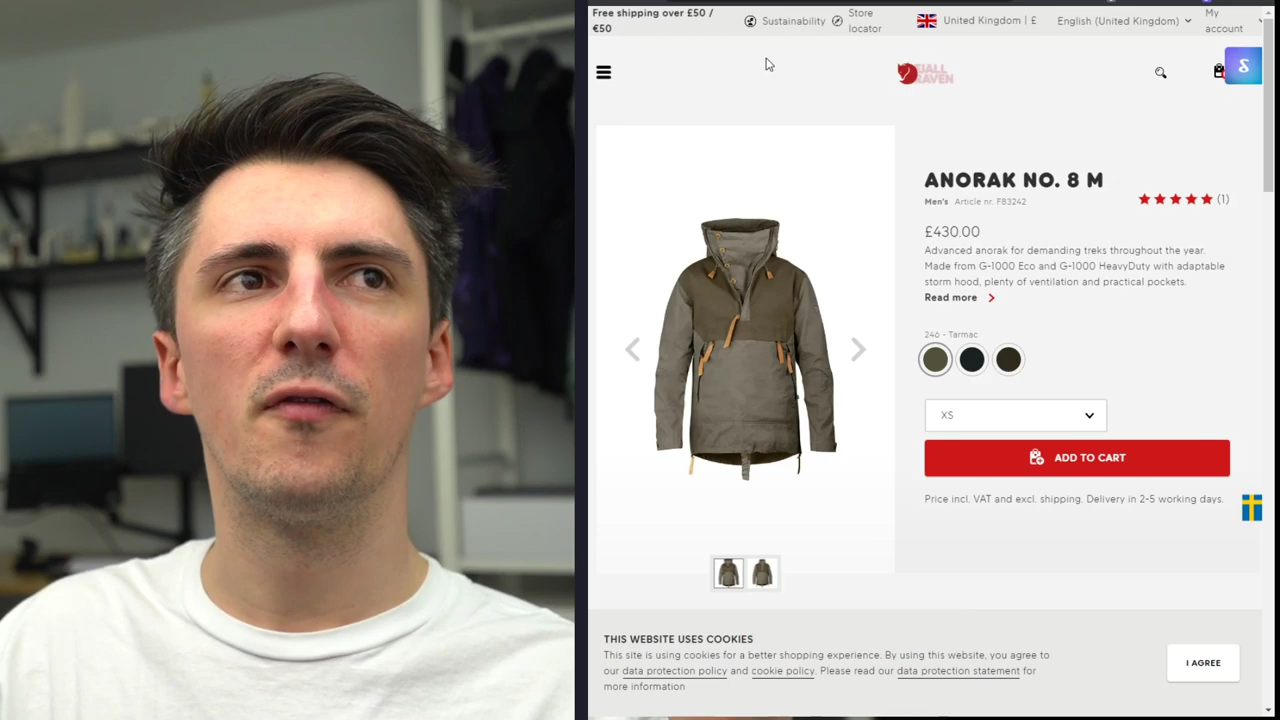 Free shipping over £50 /
€50
Sustainability
Store
locator
United Kingdom | £
English (United Kingdom)
My
account
FJALL
RAVEN
ANORAK NO. 8 M
Men's Article nr. F83242
(1)
£430.00
Advanced anorak for demanding treks throughout the year.
Made from G-1000 Eco and G-1000 HeavyDuty with adaptable
storm hood, plenty of ventilation and practical pockets.
Read more
246 - Tarmac
XS
ADD TO CART
Price incl. VAT and excl. shipping. Delivery in 2-5 working days.
THIS WEBSITE USES COOKIES
This site is using cookies for a better shopping experience. By using this website, you agree to
our data protection policy and cookie policy. Please read our data protection statement for
more information
I AGREE